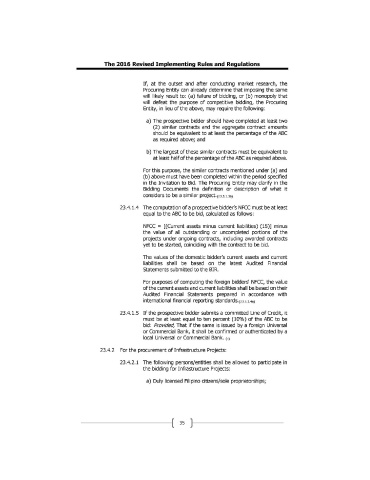 The 2016 Revised Implementing Rules and Regulations
If, at the outset and after conducting market research, the
Procuring Entity can already determine that imposing the same
will likely result to: (a) failure of bidding, or (b) monopoly that
will defeat the purpose of competitive bidding, the Procuring
Entity, in lieu of the above, may require the following:
a) The prospective bidder should have completed at least two
(2) similar contracts and the aggregate contract amounts
should be equivalent to at least the percentage of the ABC
as required above; and
b) The largest of these similar contracts must be equivalent to
at least half of the percentage of the ABC as required above.
For this purpose, the similar contracts mentioned under (a) and
(b) above must have been completed within the period specified
in the Invitation to Bid. The Procuring Entity may clarify in the
Bidding Documents the definition or description of what it
considers to be a similar project.
23.4.1.4 The computation of a prospective bidder's NFCC must be at least
equal to the ABC to be bid, calculated as follows:
NFCC = [(Current assets minus current liabilities) (15)] minus
the value of all outstanding or uncompleted portions of the
projects under ongoing contracts, including awarded contracts
yet to be started, coinciding with the contract to be bid.
The values of the domestic bidder's current assets and current
liabilities shall be based on the latest Audited Financial
Statements submitted to the BIR.
For purposes of computing the foreign bidders' NFCC, the value
of the current assets and current liabilities shall be based on their
Audited Financial Statements prepared in accordance with
international financial reporting standards.
23.4.1.5 If the prospective bidder submits a committed Line of Credit, it
must be at least equal to ten percent (10%) of the ABC to be
bid: Provided, That if the same is issued by a foreign Universal
or Commercial Bank, it shall be confirmed or authenticated by a
local Universal or Commercial Bank.
23.4.2 For the procurement of Infrastructure Projects:
23.4.2.1 The following persons/entities shall be allowed to participate in
the bidding for Infrastructure Projects:
a) Duly licensed Filipino citizens/sole proprietorships;
35